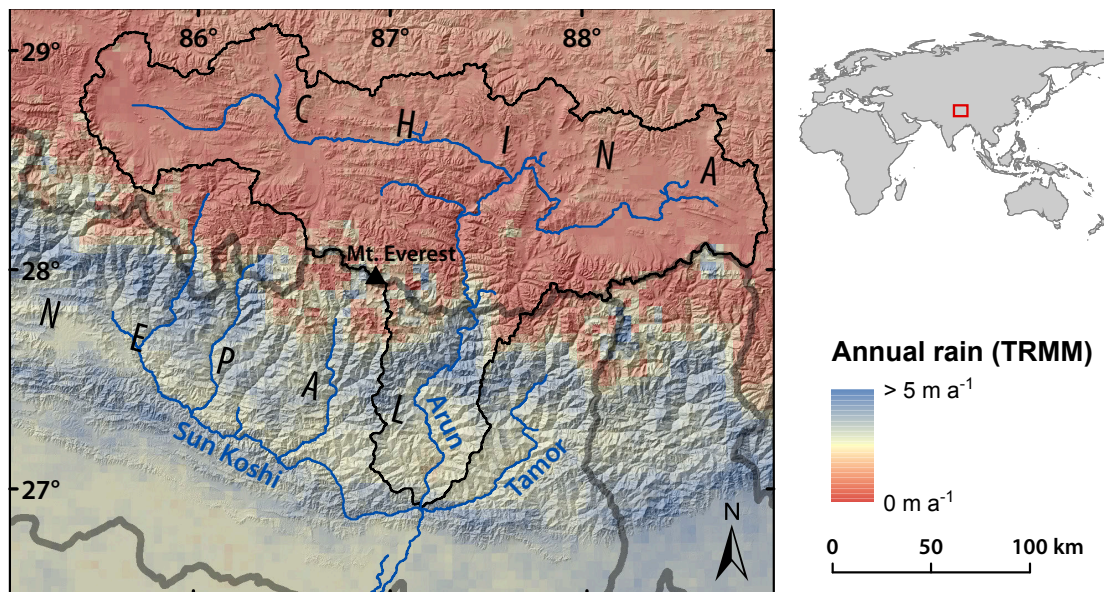 86° 87° 88°
29°
C H I N A
Mt. Everest
28°
N E P A L
Arun
Sun Koshi
Tamor
27°
N
Annual rain (TRMM)
> 5 m a-1
0 m a-1
0 50 100 km